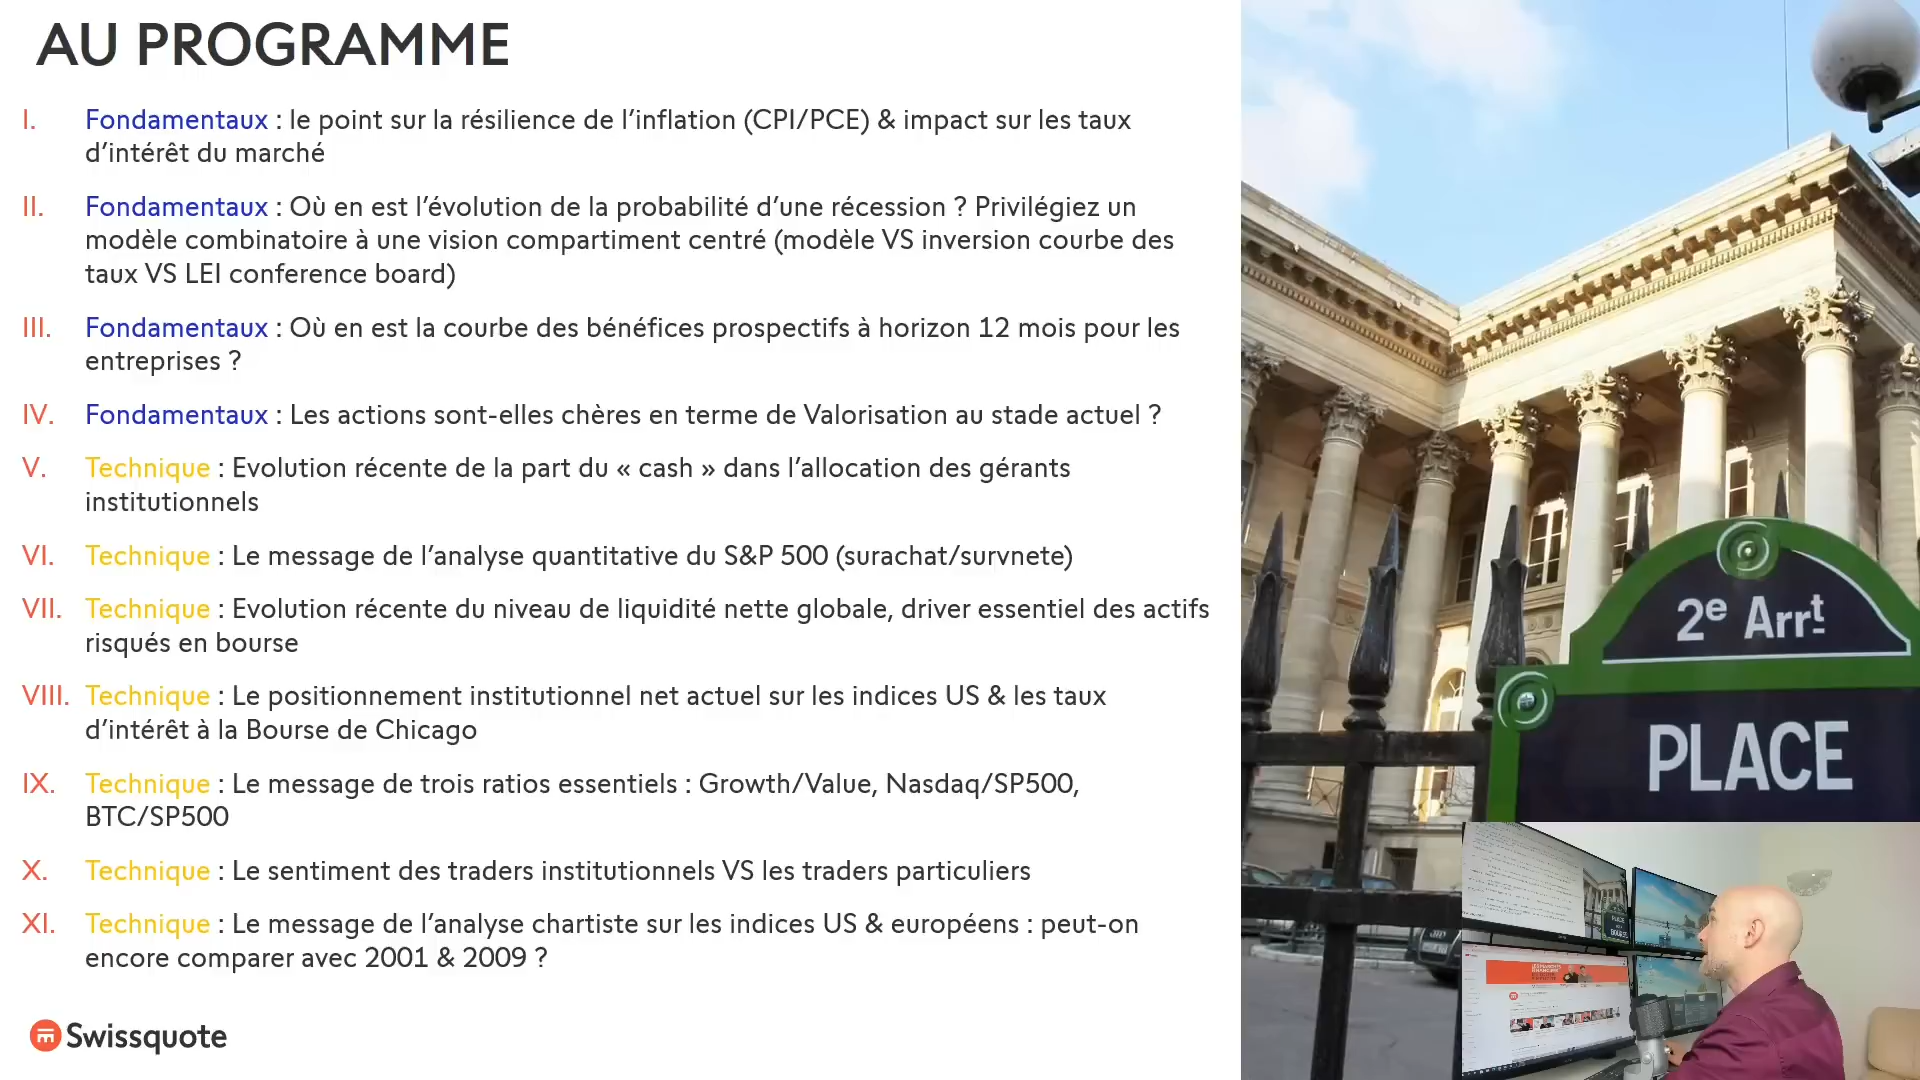 AU PROGRAMME
I. Fondamentaux : le point sur la résilience de l’inflation (CPI/PCE) & impact sur les taux
d’intérêt du marché
II. Fondamentaux : Où en est l’évolution de la probabilité d’une récession ? Privilégiez un
modèle combinatoire à une vision compartiment centré (modèle VS inversion courbe des
taux VS LEI conference board)
III. Fondamentaux : Où en est la courbe des bénéfices prospectifs à horizon 12 mois pour les
entreprises ?
IV. Fondamentaux : Les actions sont-elles chères en terme de Valorisation au stade actuel ?
V. Technique : Evolution récente de la part du « cash » dans l’allocation des gérants
institutionnels
VI. Technique : Le message de l’analyse quantitative du S&P 500 (surachat/survnete)
VII. Technique : Evolution récente du niveau de liquidité nette globale, driver essentiel des actifs
risqués en bourse
VIII. Technique : Le positionnement institutionnel net actuel sur les indices US & les taux
d’intérêt à la Bourse de Chicago
IX. Technique : Le message de trois ratios essentiels : Growth/Value, Nasdaq/SP500,
BTC/SP500
X. Technique : Le sentiment des traders institutionnels VS les traders particuliers
XI. Technique : Le message de l’analyse chartiste sur les indices US & européens : peut-on
encore comparer avec 2001 & 2009 ?
Swissquote
2e Arrt
PLACE